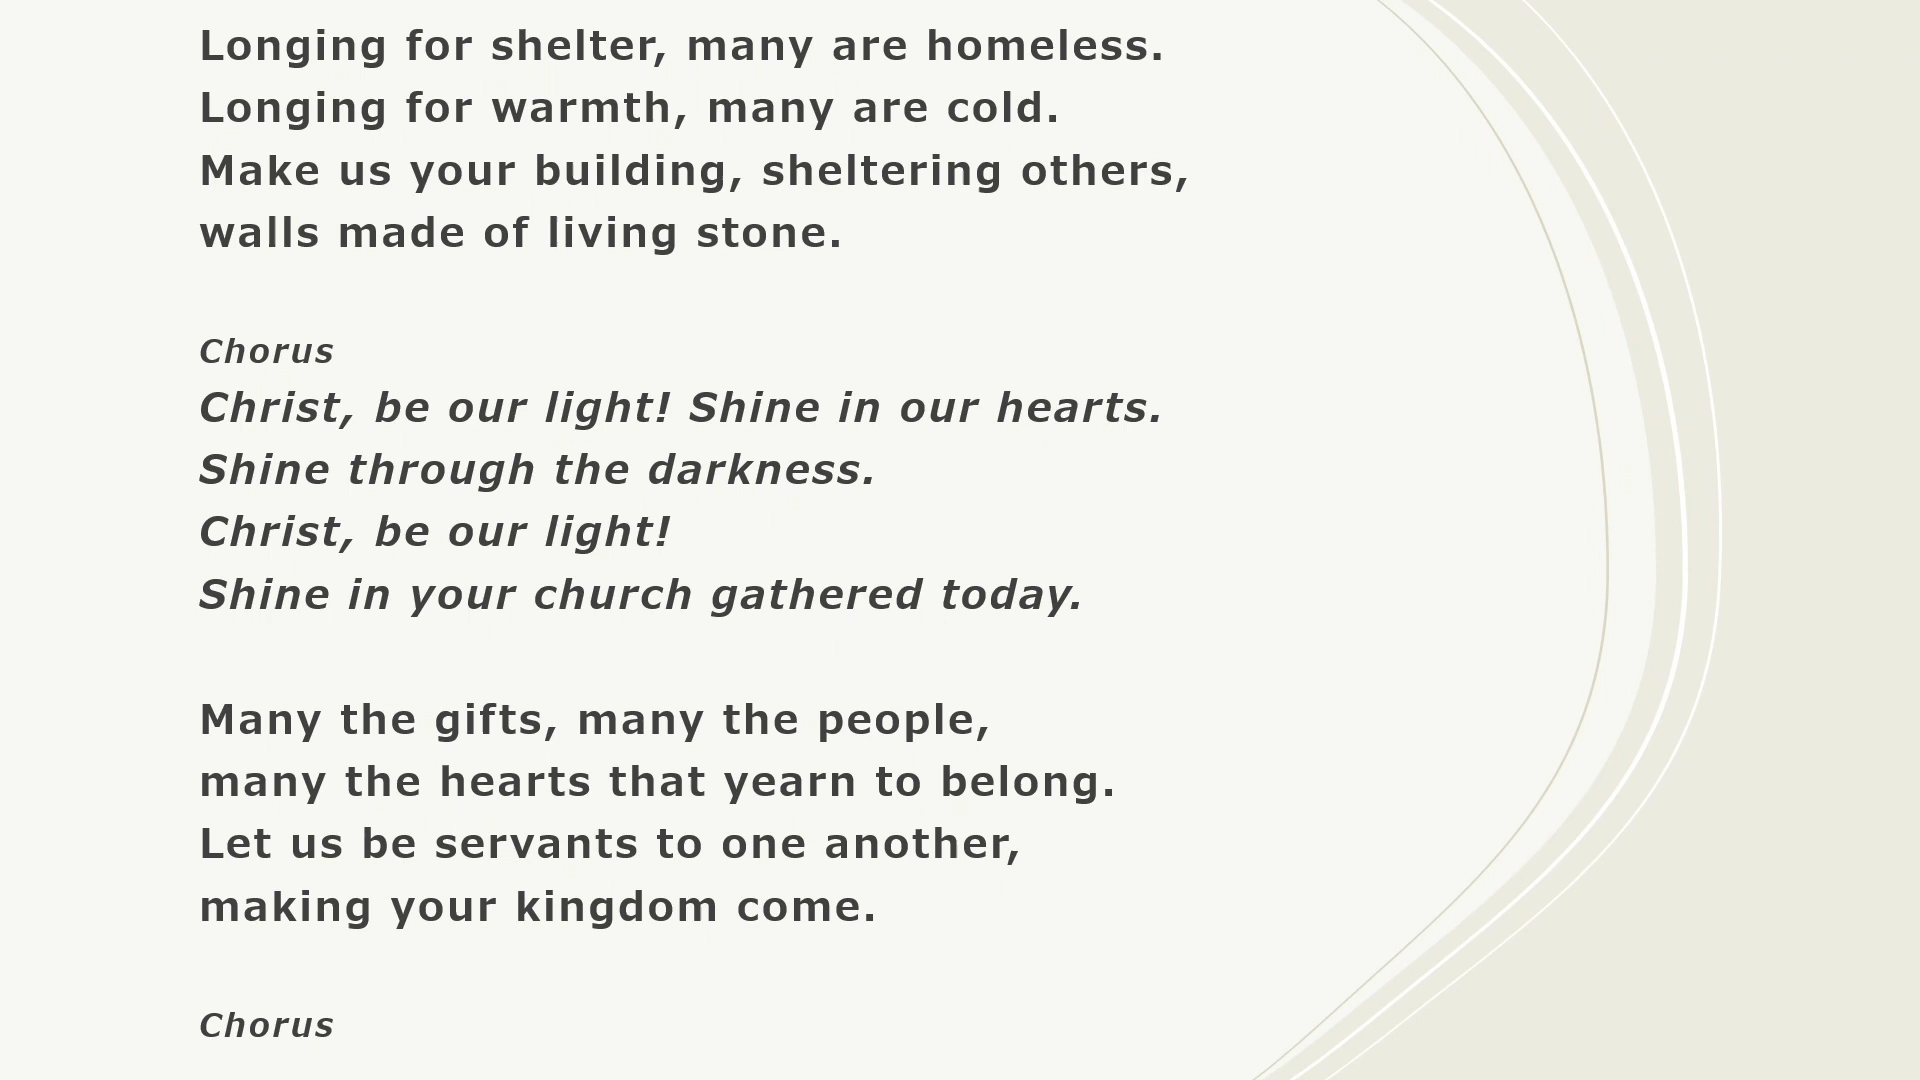 Longing for shelter, many are homeless.
Longing for warmth, many are cold.
Make us your building, sheltering others,
walls made of living stone.
Chorus
Christ, be our light! Shine in our hearts.
Shine through the darkness.
Christ, be our light!
Shine in your church gathered today.
Many the gifts, many the people,
many the hearts that yearn to belong.
Let us be servants to one another,
making your kingdom come.
Chorus